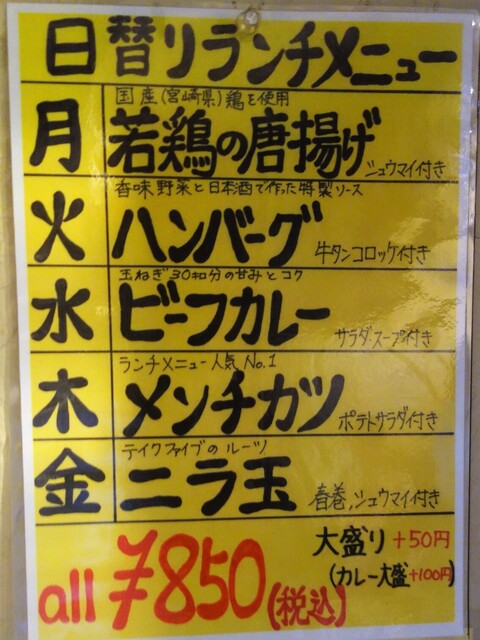 日替りランチメニュー
月
国産(宮崎県)鶏を使用
若鶏の唐揚げ シュウマイ付き
火
香味野菜と日本酒で作った特製ソース
ハンバーグ 牛タンコロッケ付き
水
玉ねぎ30コ分の甘みとコク
ビーフカレー サラダ・スープ付き
木
ランチメニュー人気No.1
メンチカツ ポテトサラダ付き
金
テイクファイブのルーツ
ニラ玉 春巻,シュウマイ付き
all ¥850(税込)
大盛り+50円
(カレー大盛+100円)